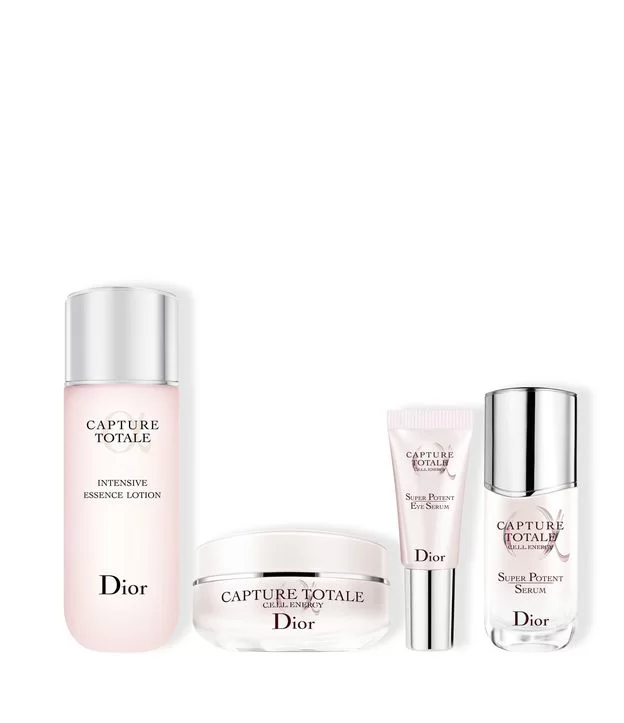 CAPTURE
TOTALE
INTENSIVE
ESSENCE LOTION
Dior
CAPTURE TOTALE
C.E.L.L. ENERGY
Dior
CAPTURE
TOTALE
C.E.L.L. ENERGY
SUPER POTENT
EYE SERUM
Dior
CAPTURE
TOTALE
C.E.L.L. ENERGY
SUPER POTENT
SERUM
Dior